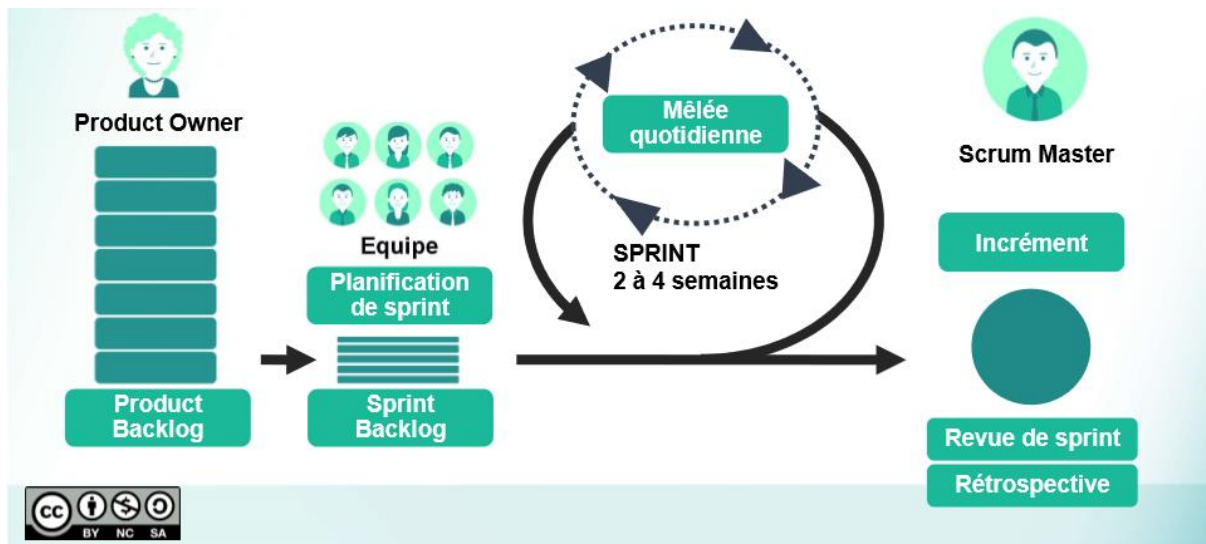 Product Owner
Product
Backlog
Equipe
Planification
de sprint
Sprint
Backlog
Mêlée
quotidienne
SPRINT
2 à 4 semaines
Scrum Master
Incrément
Revue de sprint
Rétrospective
cc
BY NC SA